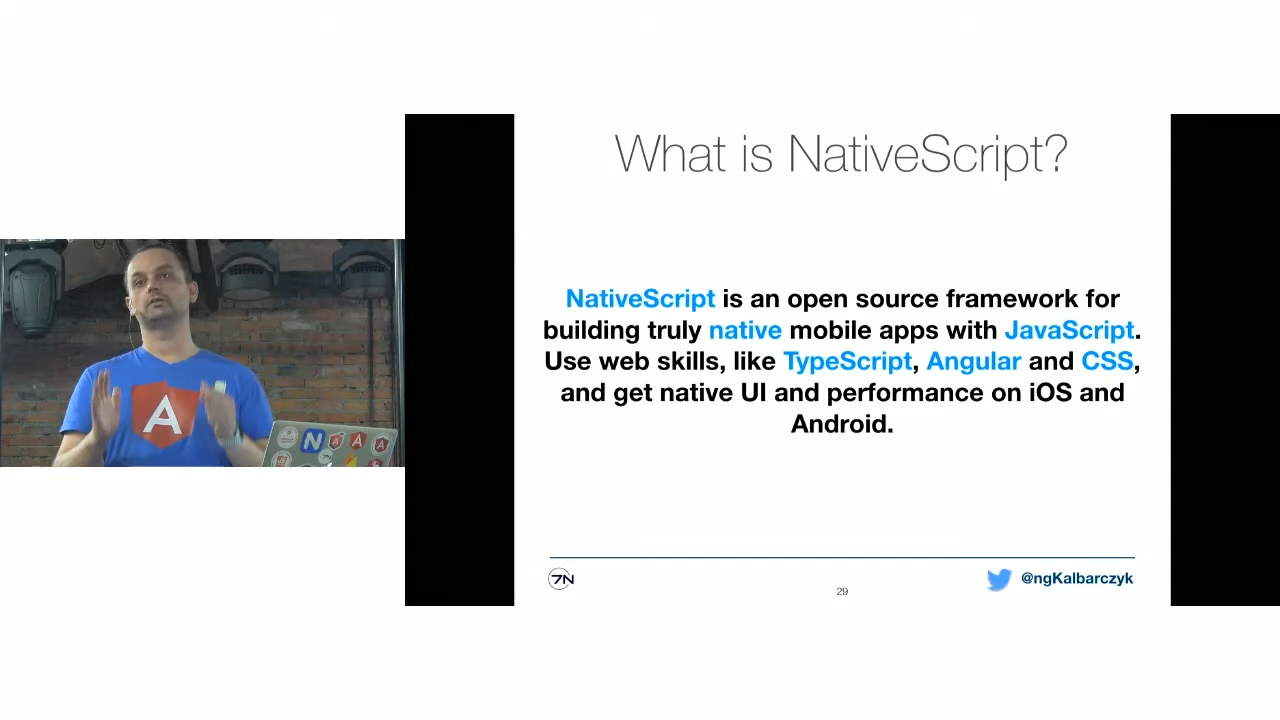 What is NativeScript?
NativeScript is an open source framework for
building truly native mobile apps with JavaScript.
Use web skills, like TypeScript, Angular and CSS,
and get native UI and performance on iOS and
Android.
A
N
A
A
7N
29
@ngKalbarczyk